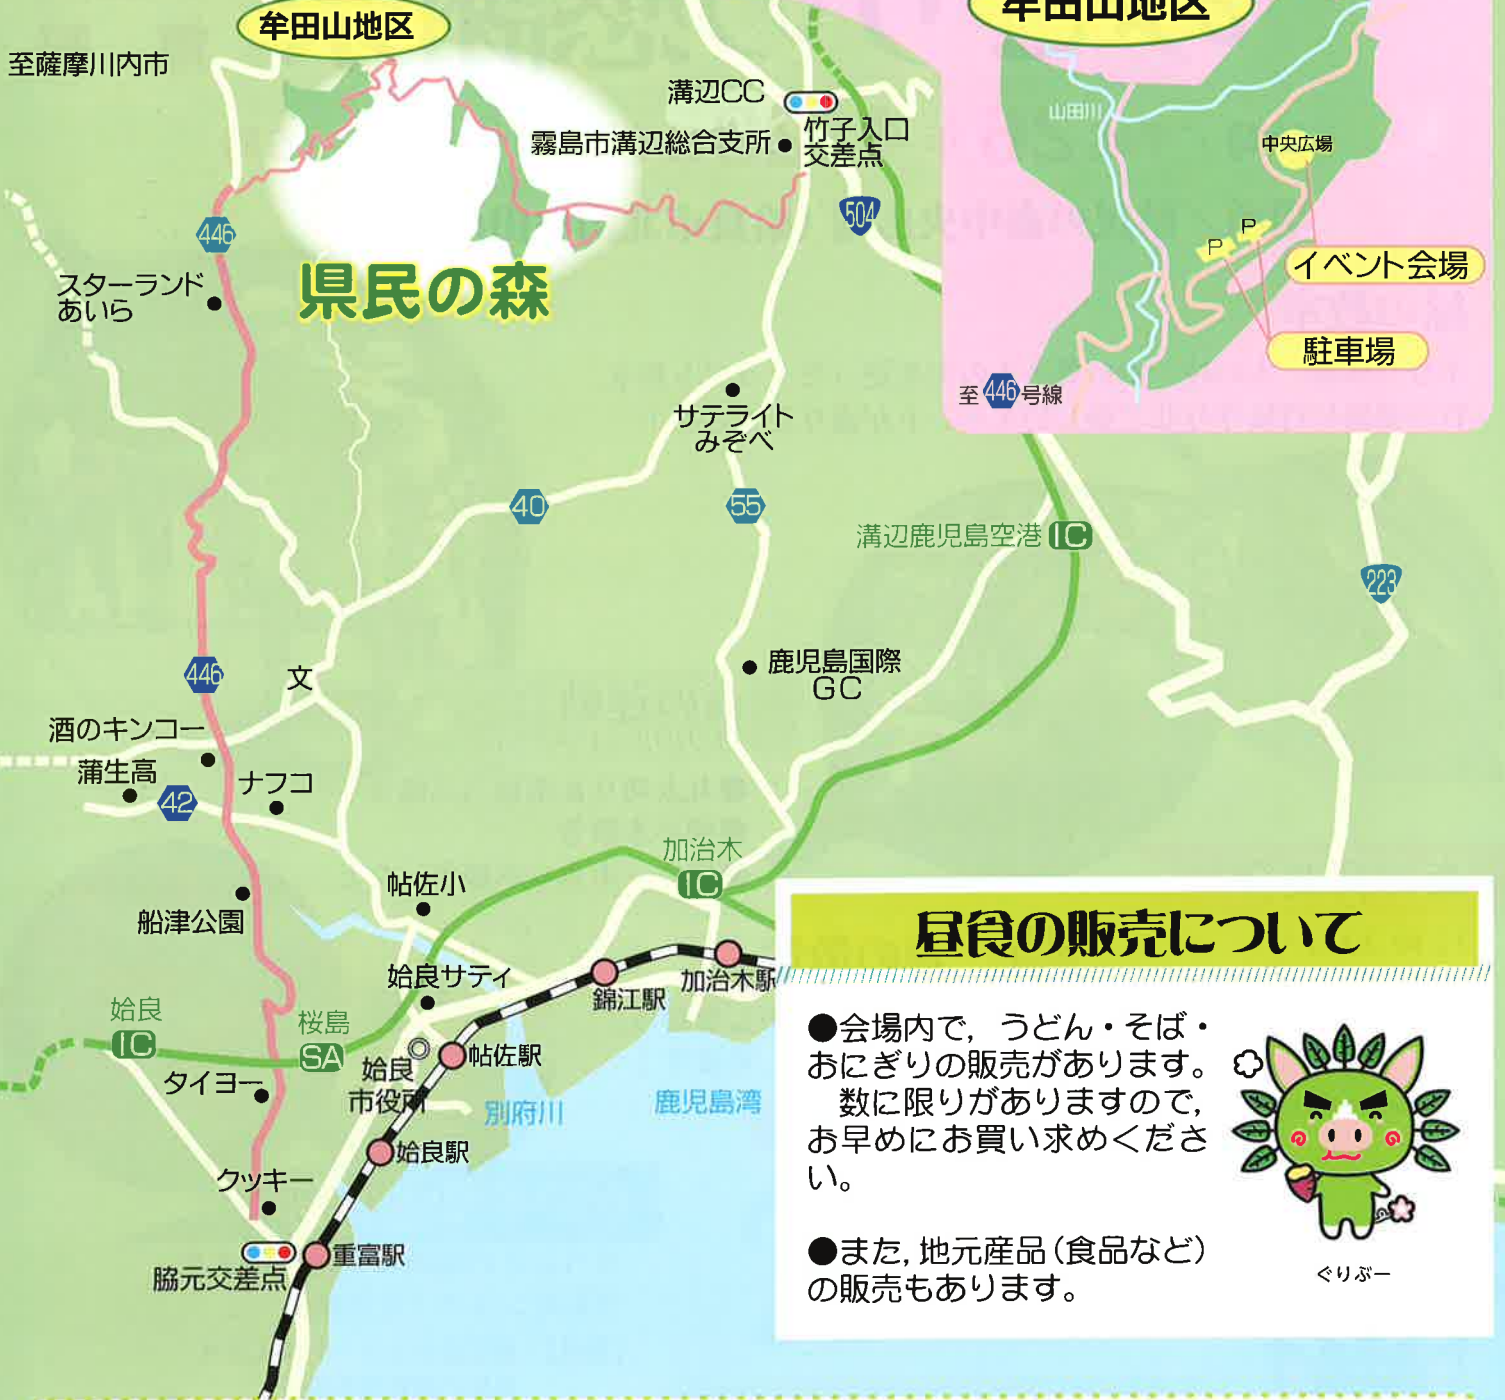 牟田山地区
至薩摩川内市
溝辺CC
霧島市溝辺総合支所
竹子入口
交差点
504
446
スターランド
あいら
県民の森
サテライト
みぞべ
40
55
溝辺鹿児島空港 IC
223
446
文
鹿児島国際
GC
酒のキンコー
蒲生高
42
ナフコ
船津公園
帖佐小
加治木
IC
姶良サティ
錦江駅
加治木駅
姶良
IC
桜島
SA
タイヨー
姶良
市役所
帖佐駅
別府川
鹿児島湾
姶良駅
クッキー
脇元交差点
重富駅
牟田山地区
山田川
中央広場
P
P
イベント会場
駐車場
至446号線
昼食の販売について
●会場内で,うどん・そば・
おにぎりの販売があります。
数に限りがありますので,
お早めにお買い求めくださ
い。
●また,地元産品(食品など)
の販売もあります。
ぐりぶー